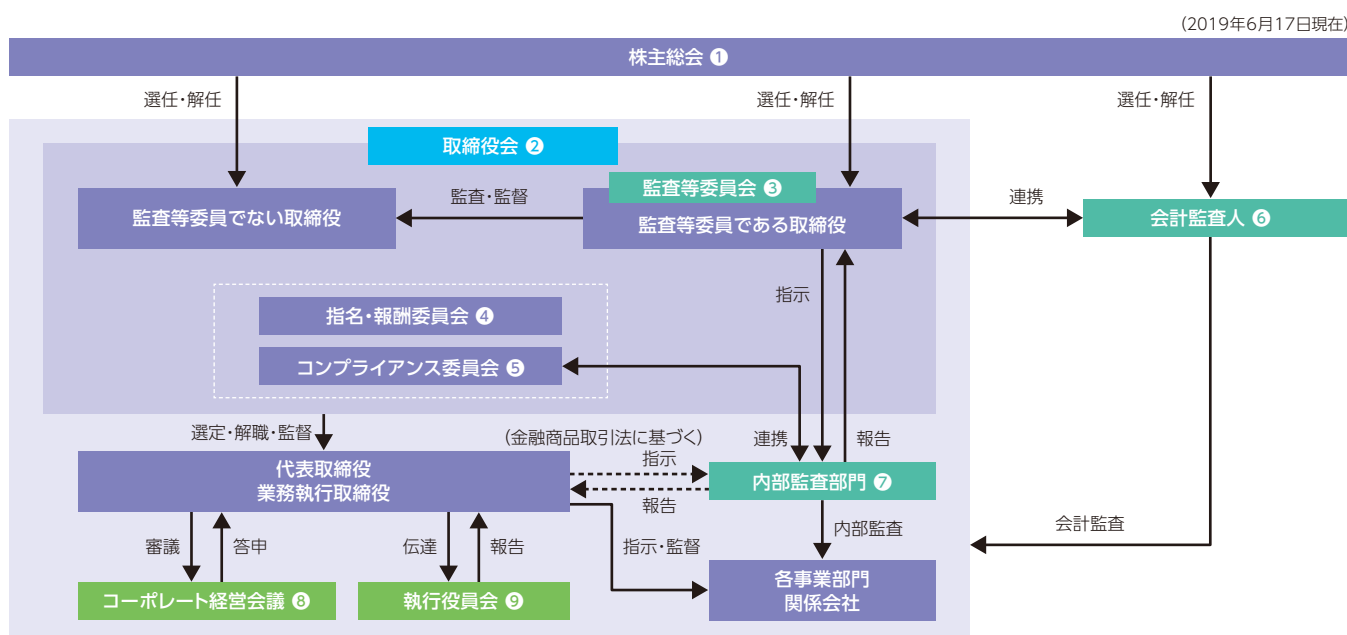 (2019年6月17日現在)
株主総会 ❶
選任・解任
選任・解任
選任・解任
取締役会 ❷
監査等委員会 ❸
監査等委員でない取締役
監査・監督
監査等委員である取締役
連携
会計監査人 ❻
指示
指名・報酬委員会 ❹
コンプライアンス委員会 ❺
選定・解職・監督
(金融商品取引法に基づく)
指示
連携
報告
代表取締役
業務執行取締役
内部監査部門 ❼
報告
審議
答申
伝達
報告
指示・監督
内部監査
会計監査
コーポレート経営会議 ❽
執行役員会 ❾
各事業部門
関係会社